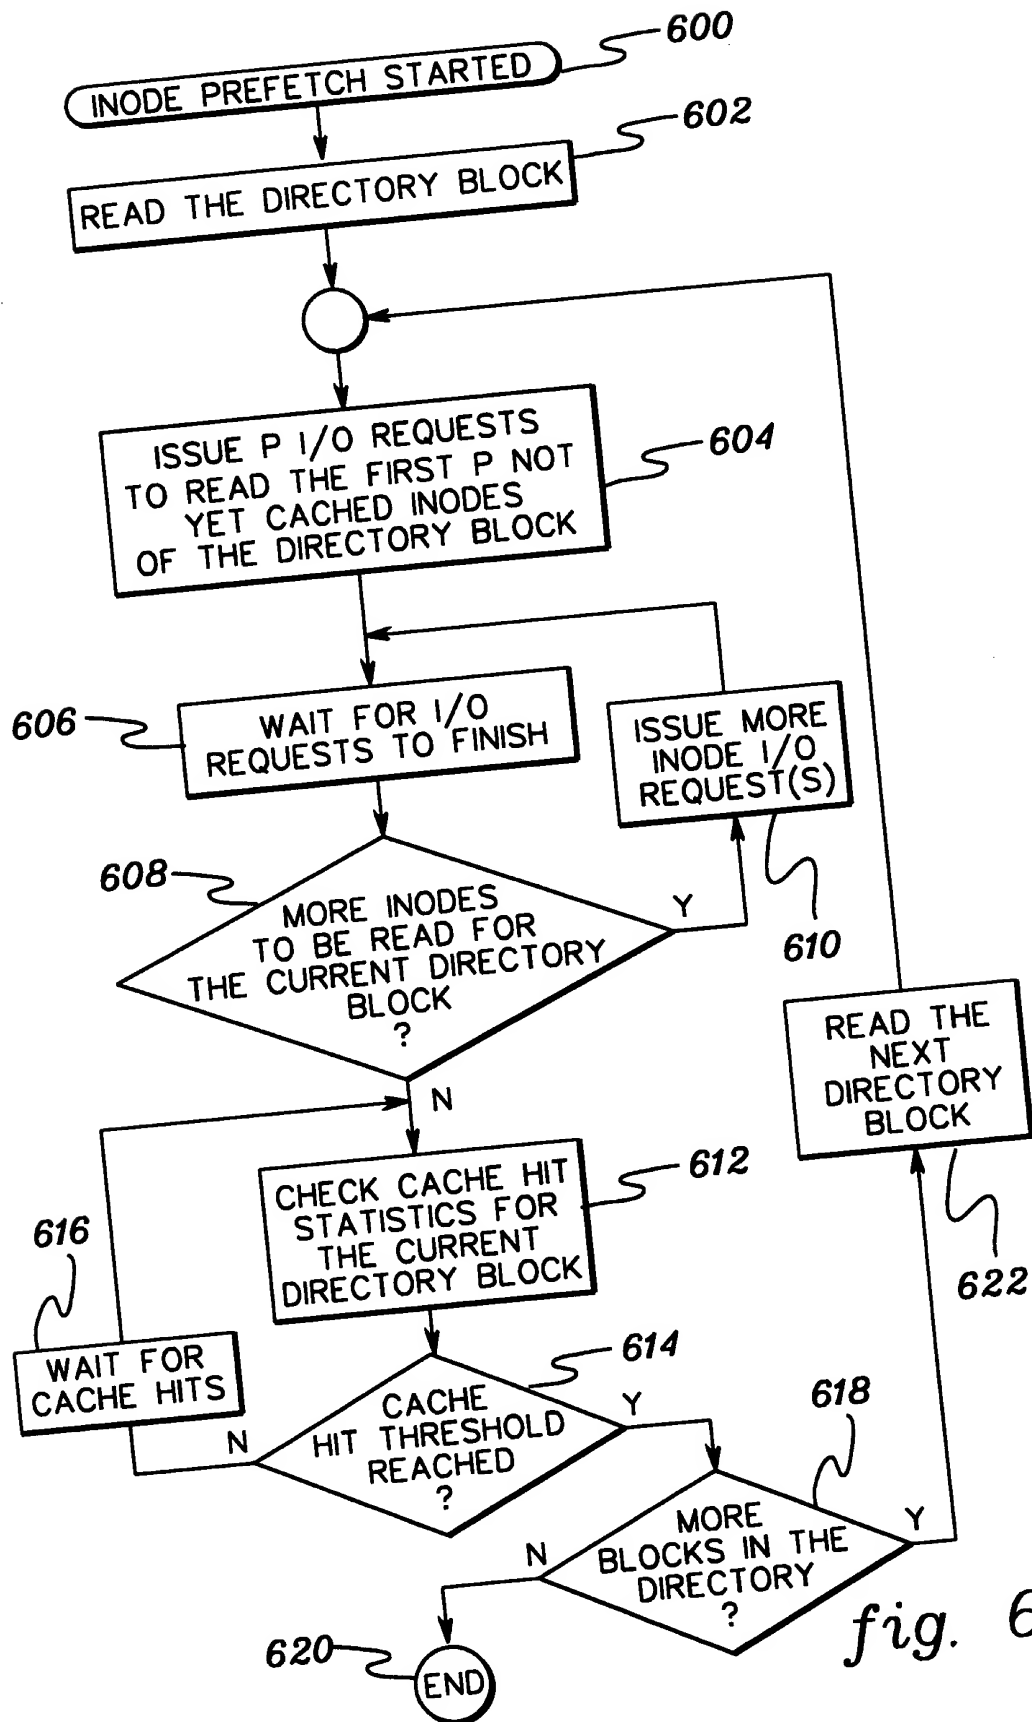 600
INODE PREFETCH STARTED
602
READ THE DIRECTORY BLOCK
ISSUE P I/O REQUESTS
TO READ THE FIRST P NOT
YET CACHED INODES
OF THE DIRECTORY BLOCK
604
606
WAIT FOR I/O
REQUESTS TO FINISH
ISSUE MORE
INODE I/O
REQUEST(S)
610
608
MORE INODES
TO BE READ FOR
THE CURRENT DIRECTORY
BLOCK
?
Y
N
READ THE
NEXT
DIRECTORY
BLOCK
622
612
CHECK CACHE HIT
STATISTICS FOR
THE CURRENT
DIRECTORY BLOCK
616
WAIT FOR
CACHE HITS
614
CACHE
HIT THRESHOLD
REACHED
?
N
Y
618
MORE
BLOCKS IN THE
DIRECTORY
?
N
Y
620
END
fig. 6